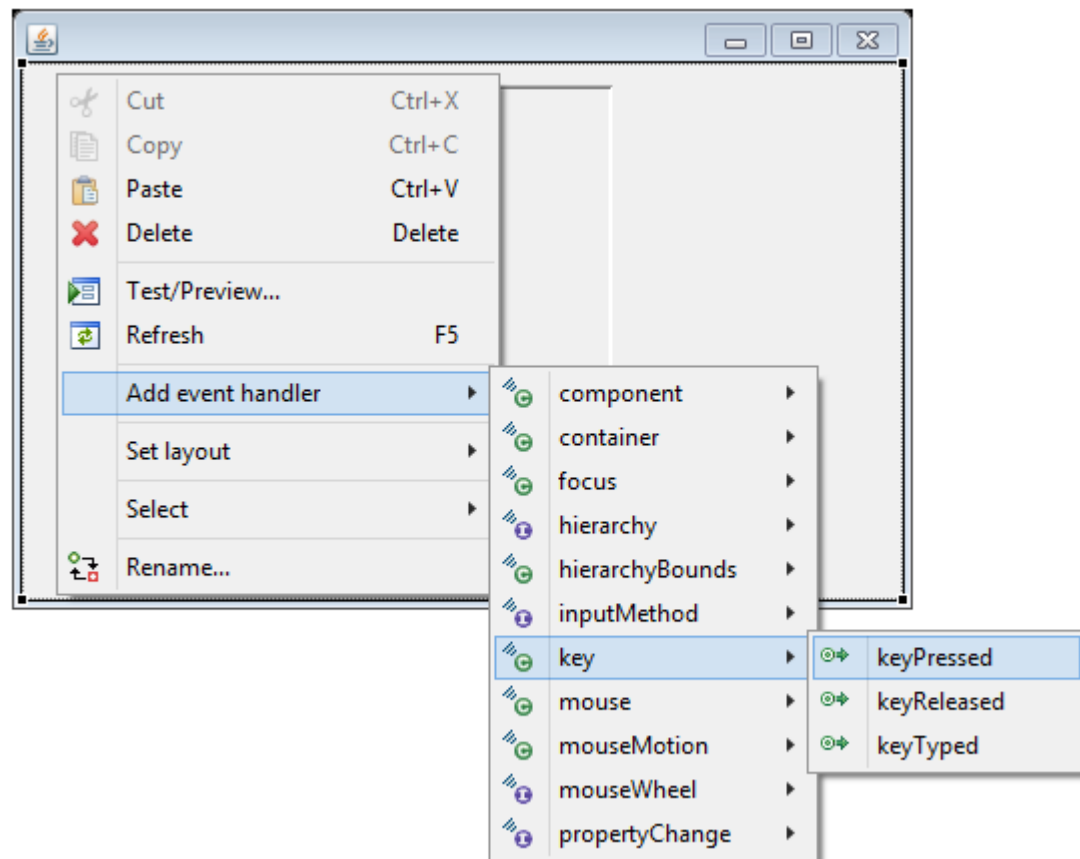 Cut Ctrl+X
Copy Ctrl+C
Paste Ctrl+V
Delete Delete
Test/Preview...
Refresh F5
Add event handler
Set layout
Select
Rename...
component
container
focus
hierarchy
hierarchyBounds
inputMethod
key
mouse
mouseMotion
mouseWheel
propertyChange
keyPressed
keyReleased
keyTyped